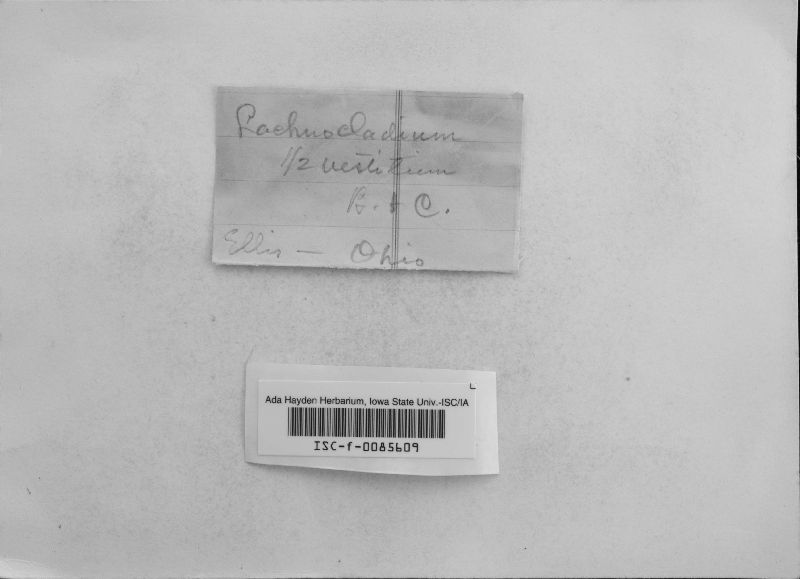 Lachnocladium
1/2 vestitum
B. & C.
Ellis — Ohio
Ada Hayden Herbarium, Iowa State Univ.-ISC/IA
ISC-f-0085609